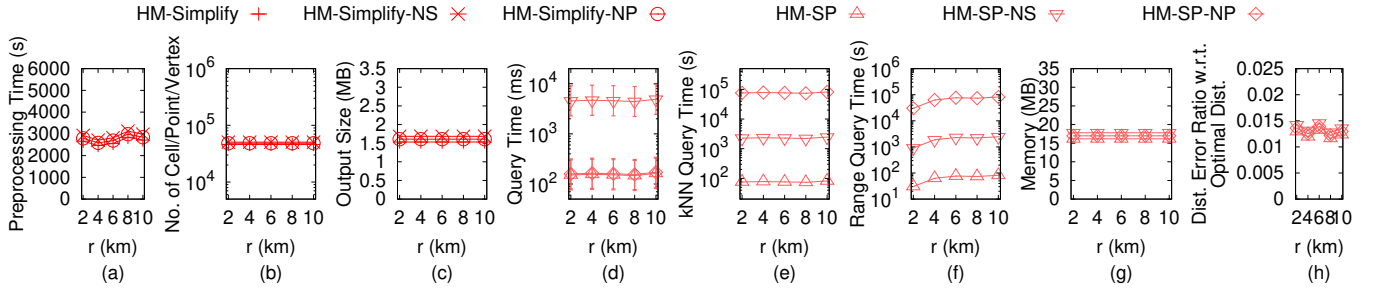 HM-Simplify HM-Simplify-NS HM-Simplify-NP HM-SP HM-SP-NS HM-SP-NP
Preprocessing Time (s)
6000
5000
4000
3000
2000
1000
0
2 4 6 8 10
r (km)
(a)
No. of Cell/Point/Vertex
10^6
10^5
10^4
2 4 6 8 10
r (km)
(b)
Output Size (MB)
3.5
3
2.5
2
1.5
1
0.5
0
2 4 6 8 10
r (km)
(c)
Query Time (ms)
10^4
10^3
10^2
2 4 6 8 10
r (km)
(d)
kNN Query Time (s)
10^5
10^4
10^3
10^2
2 4 6 8 10
r (km)
(e)
Range Query Time (s)
10^6
10^5
10^4
10^3
10^2
10^1
2 4 6 8 10
r (km)
(f)
Memory (MB)
35
30
25
20
15
10
5
0
2 4 6 8 10
r (km)
(g)
Dist. Error Ratio w.r.t.
Optimal Dist.
0.025
0.02
0.015
0.01
0.005
0
2 4 6 8 10
r (km)
(h)